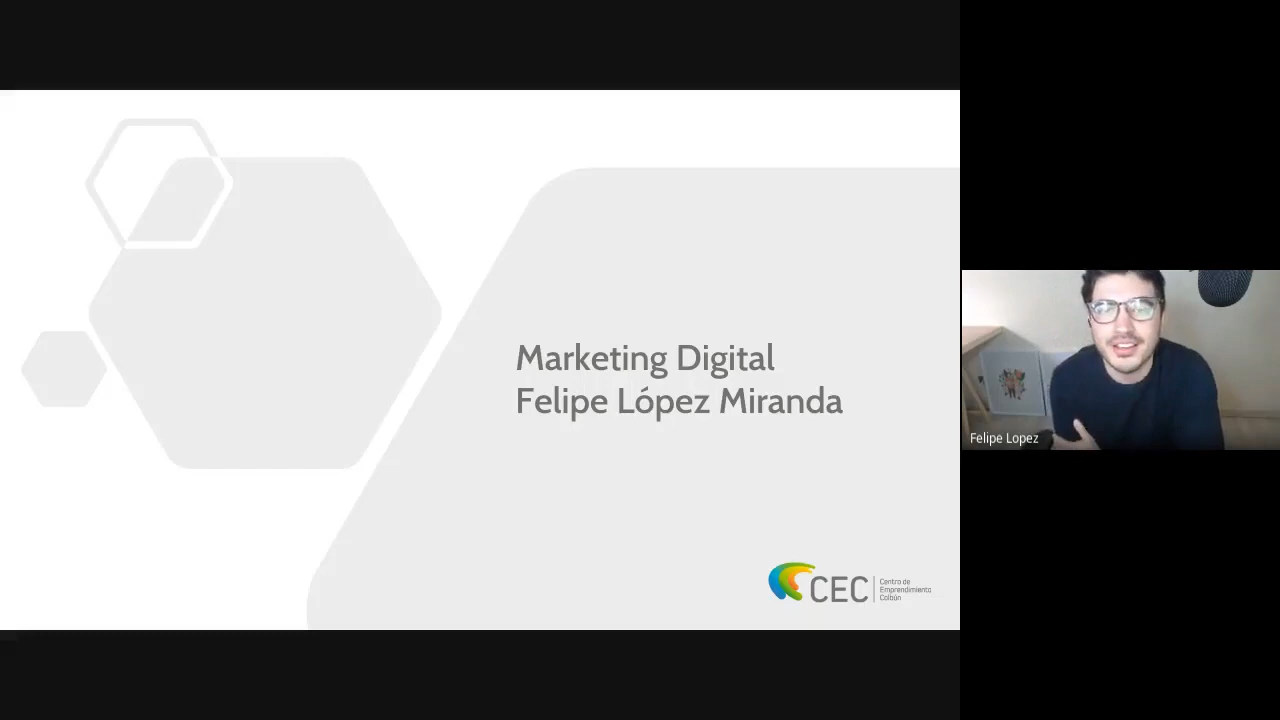 Marketing Digital
Felipe López Miranda
Felipe Lopez
CEC
Centro de
Emprendimiento
Colbún